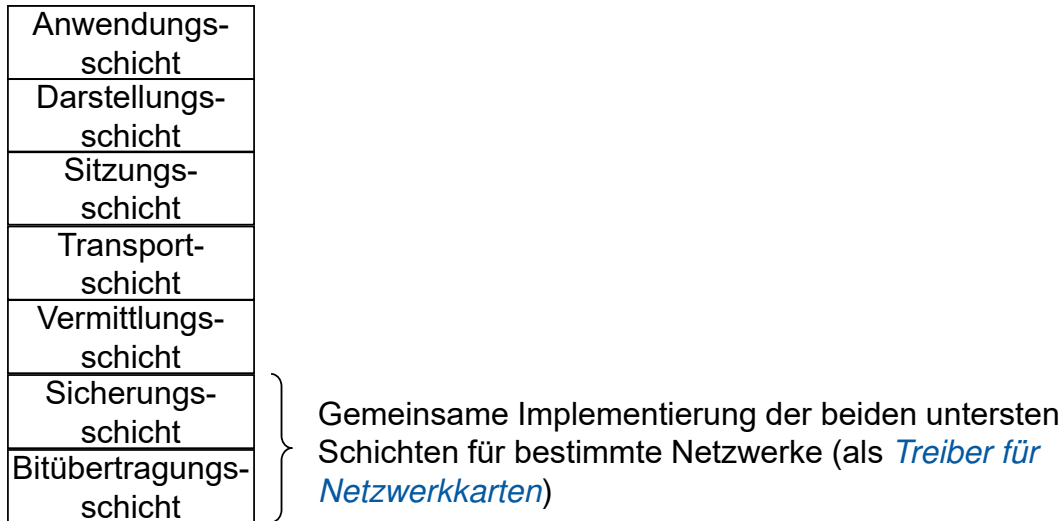 Anwendungs-
schicht
Darstellungs-
schicht
Sitzungs-
schicht
Transport-
schicht
Vermittlungs-
schicht
Sicherungs-
schicht
Bitübertragungs-
schicht
Gemeinsame Implementierung der beiden untersten
Schichten für bestimmte Netzwerke (als Treiber für
Netzwerkkarten)